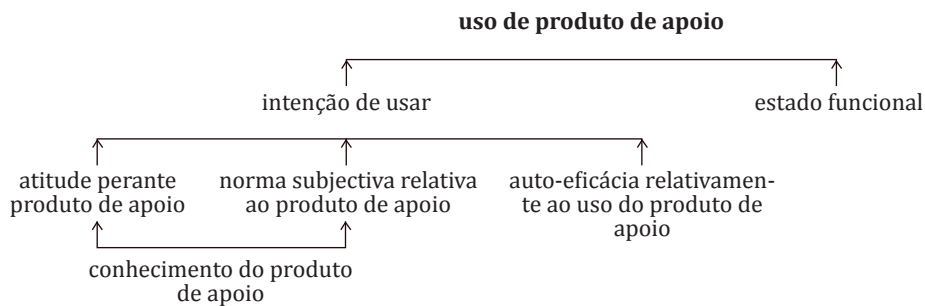 uso de produto de apoio
intenção de usar
estado funcional
atitude perante
produto de apoio
norma subjectiva relativa
ao produto de apoio
auto-eficácia relativamen-
te ao uso do produto de
apoio
conhecimento do produto
de apoio